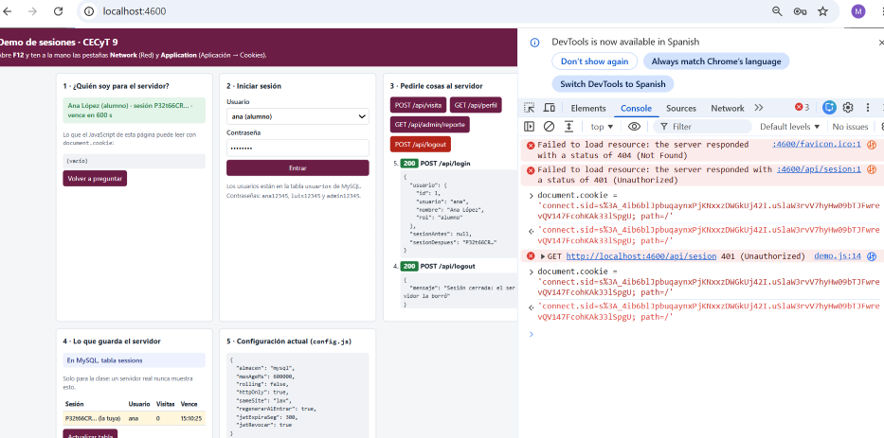 localhost:4600
M
Demo de sesiones · CECyT 9
Abre F12 y ten a la mano las pestañas Network (Red) y Application (Aplicación → Cookies).
1 · ¿Quién soy para el servidor?
Ana López (alumno) · sesión P32t66CR... ·
vence en 600 s
Lo que el JavaScript de esta página puede leer con
document.cookie:
(vacío)
Volver a preguntar
2 · Iniciar sesión
Usuario
ana (alumno)
Contraseña
••••••••
Entrar
Los usuarios están en la tabla usuarios de MySQL.
Contraseñas: ana12345, luis12345 y admin12345.
3 · Pedirle cosas al servidor
POST /api/visita
GET /api/perfil
GET /api/admin/reporte
POST /api/logout
5. 200 POST /api/login
{
"usuario": {
"id": 1,
"usuario": "ana",
"nombre": "Ana López",
"rol": "alumno"
},
"sesionAntes": null,
"sesionDespues": "P32t66CR…"
}
4. 200 POST /api/logout
{
"mensaje": "Sesión cerrada: el ser
vidor la borró"
}
4 · Lo que guarda el servidor
En MySQL, tabla sessions
Solo para la clase: un servidor real nunca muestra
esto.
Sesión Usuario Visitas Vence
P32t66CR... (la tuya) ana 0 15:10:25
Actualizar tabla
5 · Configuración actual (config.js)
{
"almacen": "mysql",
"maxAgeMs": 600000,
"rolling": false,
"httpOnly": true,
"sameSite": "lax",
"regenerarAlEntrar": true,
"jwtExpiraSeg": 300,
"jwtRevocar": true
}
DevTools is now available in Spanish
Don't show again
Always match Chrome's language
Switch DevTools to Spanish
Elements Console Sources Network 3
top Filter Default levels No issues
Failed to load resource: the server responded :4600/favicon.ico:1
with a status of 404 (Not Found)
Failed to load resource: the server responded with :4600/api/sesion:1
a status of 401 (Unauthorized)
document.cookie =
'connect.sid=s%3A_4ib6blJpbuqaynxPjKNxxzDWGkUj42I.uSlaW3rvV7hyHw09bTJFwre
vQV147FcohKAk33lSpgU; path=/'
'connect.sid=s%3A_4ib6blJpbuqaynxPjKNxxzDWGkUj42I.uSlaW3rvV7hyHw09bTJFwre
vQV147FcohKAk33lSpgU; path=/'
GET http://localhost:4600/api/sesion 401 (Unauthorized) demo.js:14
document.cookie =
'connect.sid=s%3A_4ib6blJpbuqaynxPjKNxxzDWGkUj42I.uSlaW3rvV7hyHw09bTJFwre
vQV147FcohKAk33lSpgU; path=/'
'connect.sid=s%3A_4ib6blJpbuqaynxPjKNxxzDWGkUj42I.uSlaW3rvV7hyHw09bTJFwre
vQV147FcohKAk33lSpgU; path=/'